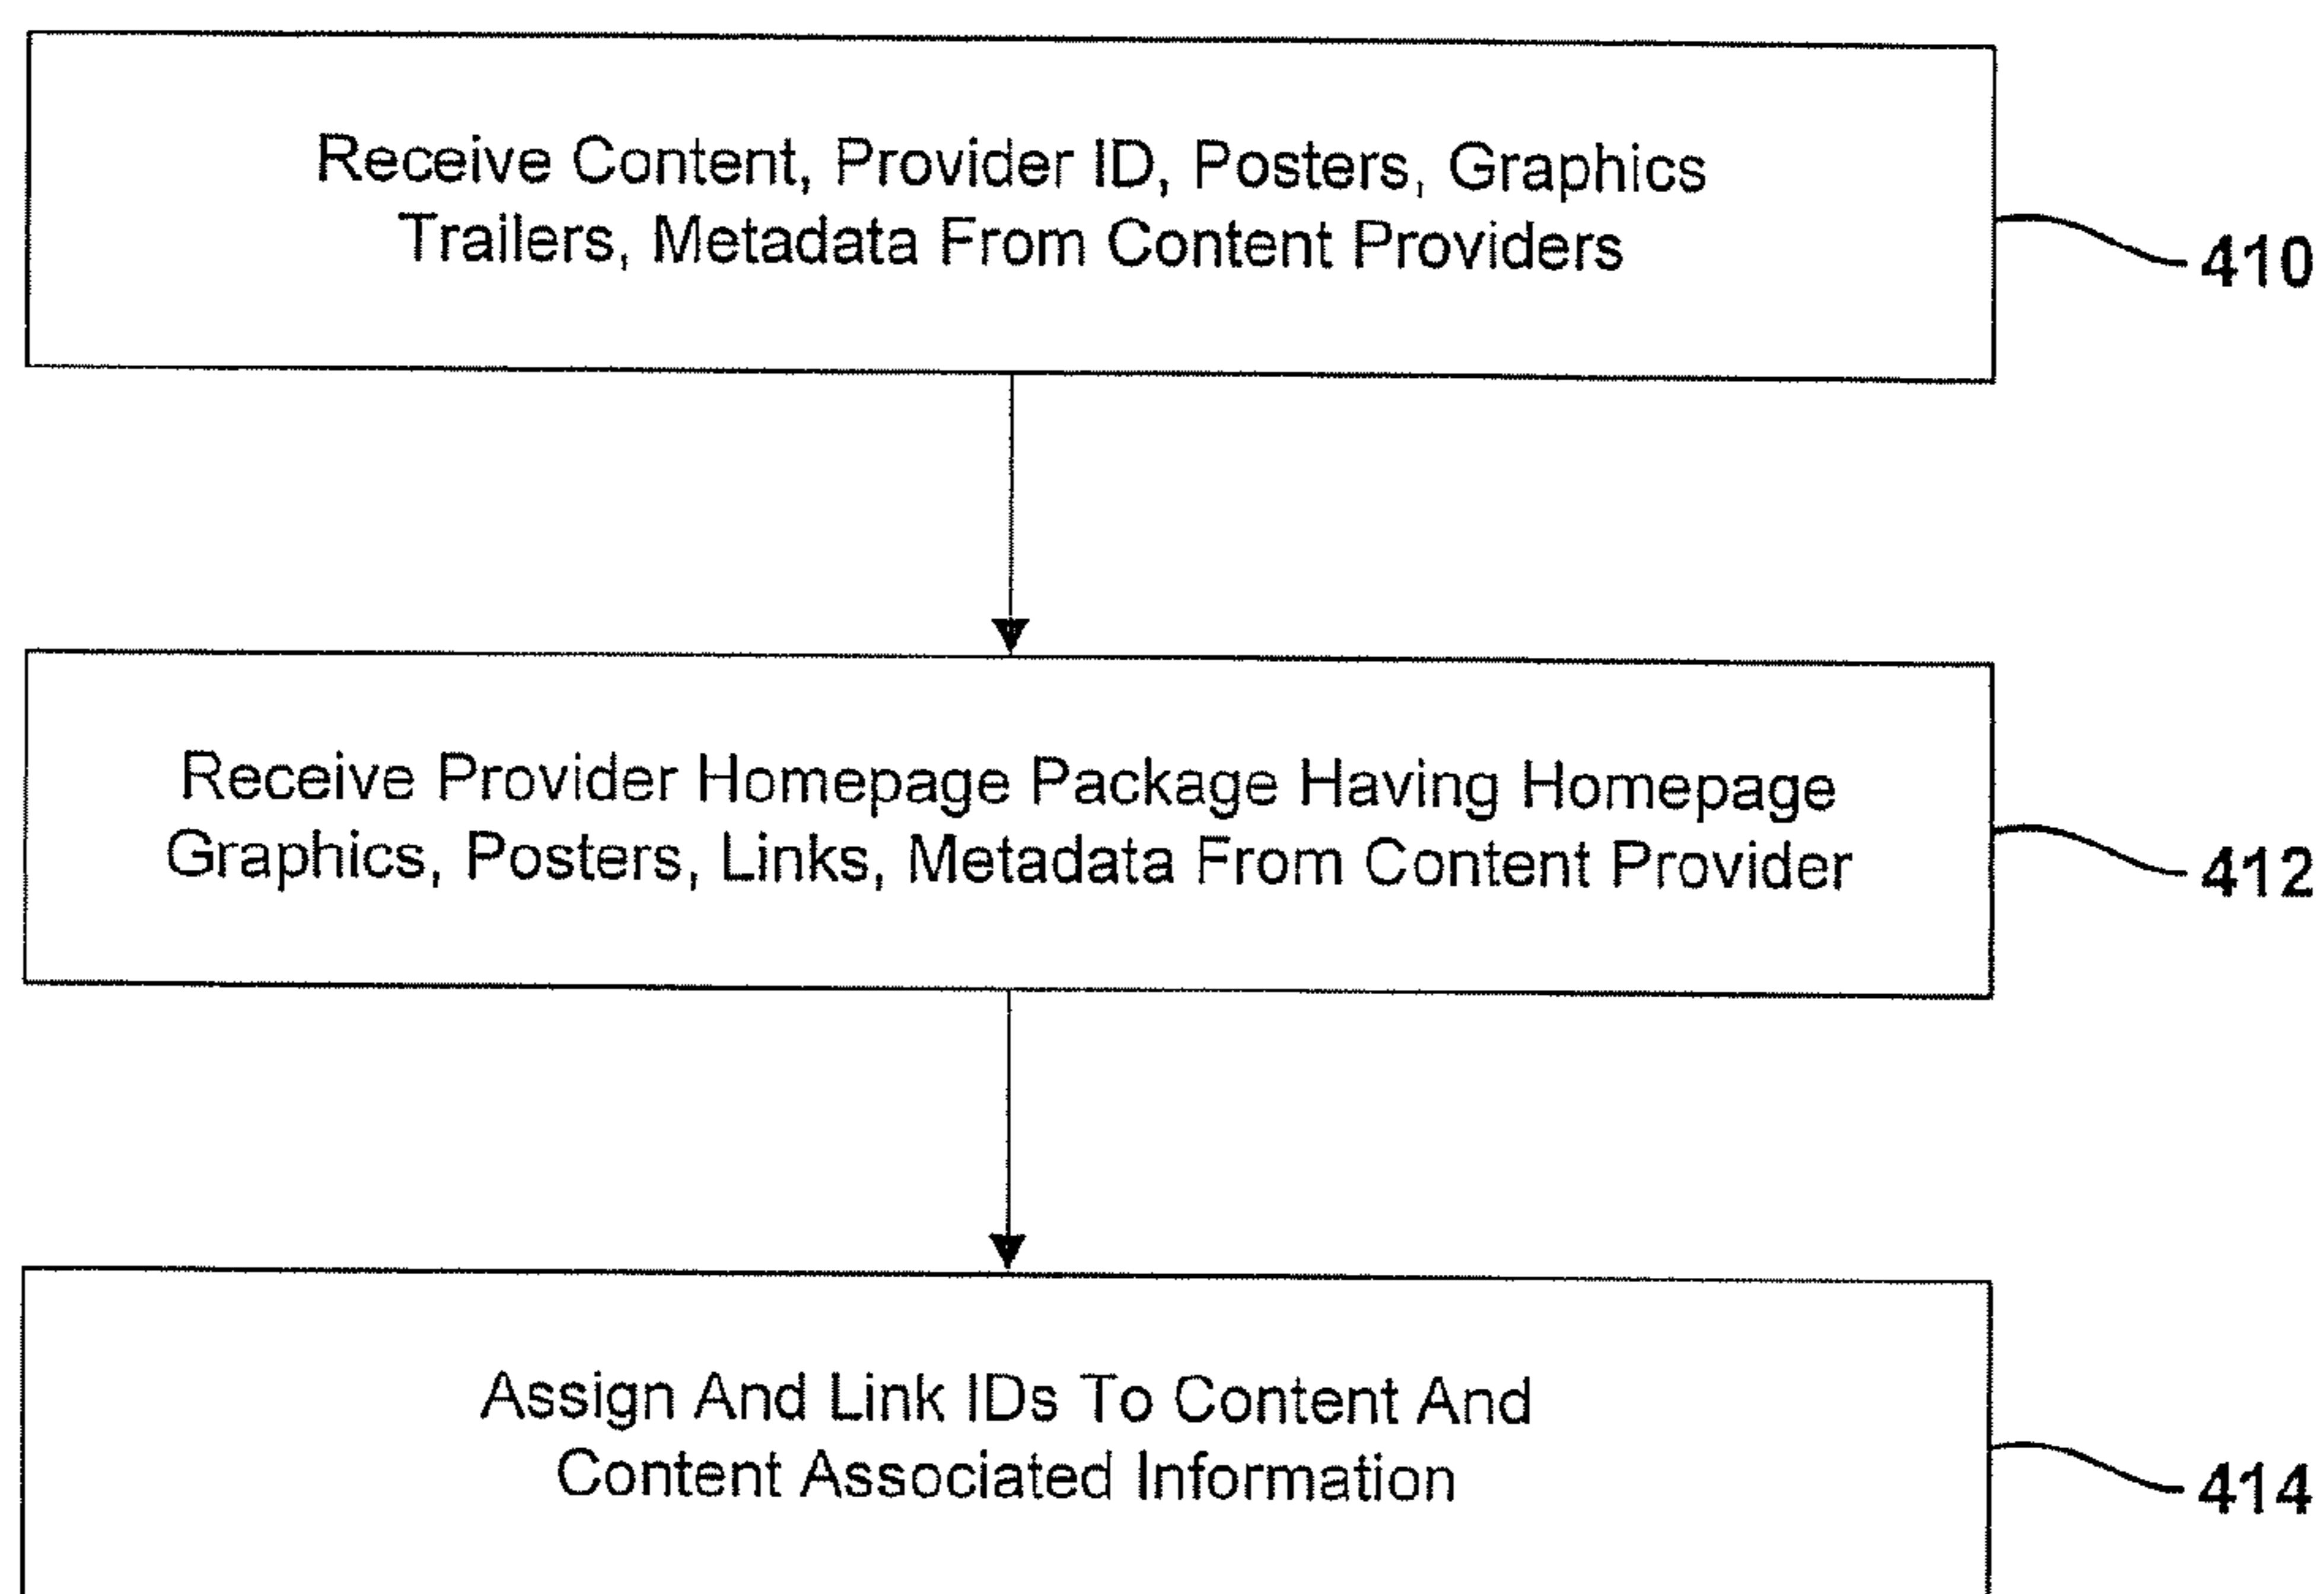 Receive Content, Provider ID, Posters, Graphics
Trailers, Metadata From Content Providers
410
Receive Provider Homepage Package Having Homepage
Graphics, Posters, Links, Metadata From Content Provider
412
Assign And Link IDs To Content And
Content Associated Information
414